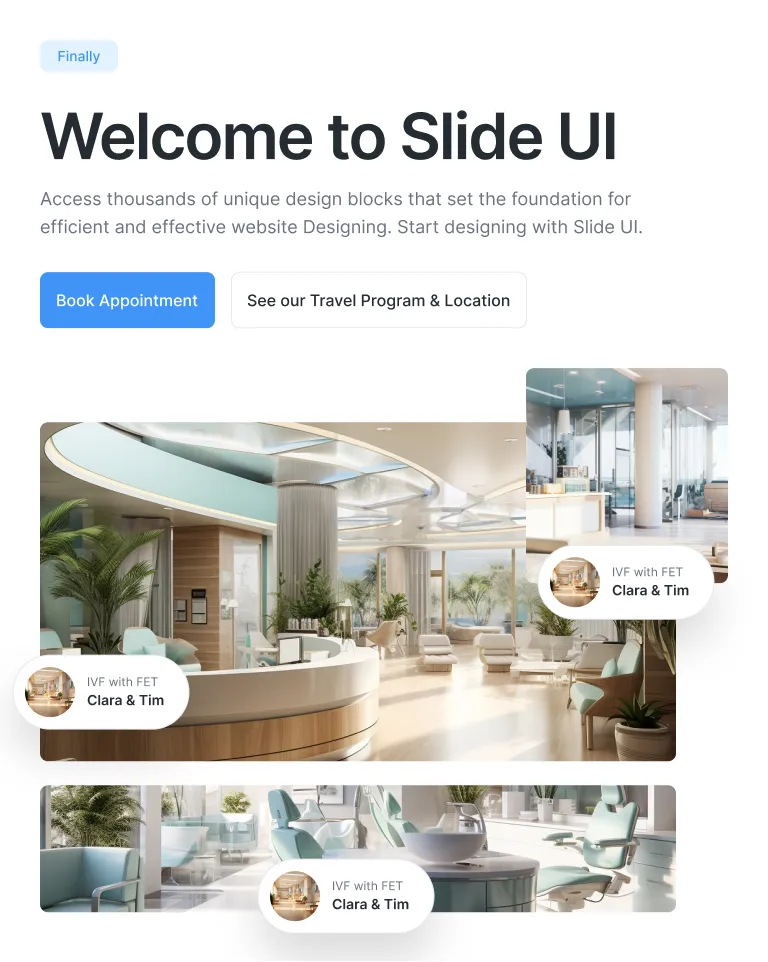 Finally
Welcome to Slide UI
Access thousands of unique design blocks that set the foundation for
efficient and effective website Designing. Start designing with Slide UI.
Book Appointment
See our Travel Program & Location
IVF with FET
Clara & Tim
IVF with FET
Clara & Tim
IVF with FET
Clara & Tim